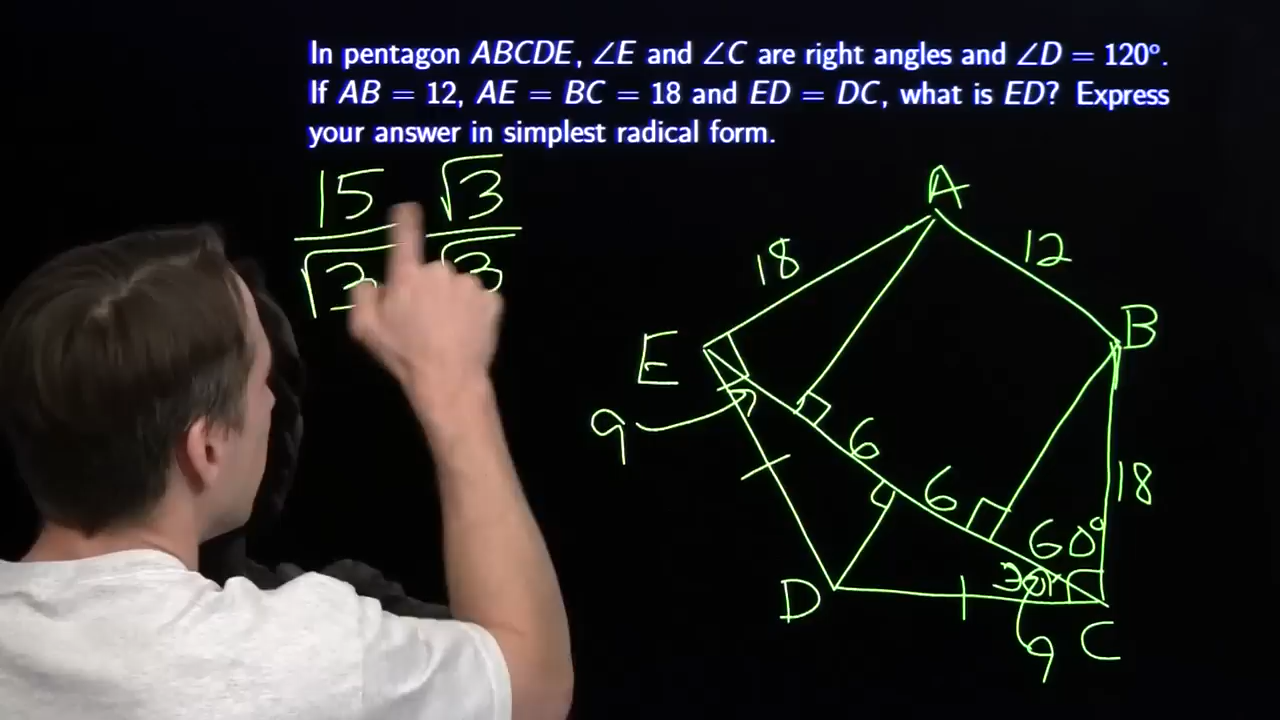 In pentagon ABCDE, ∠E and ∠C are right angles and ∠D = 120°.
If AB = 12, AE = BC = 18 and ED = DC, what is ED? Express
your answer in simplest radical form.
15 √3
√3 √3
A
18
12
B
E
9
6
6
18
60°
30°
D
C
9